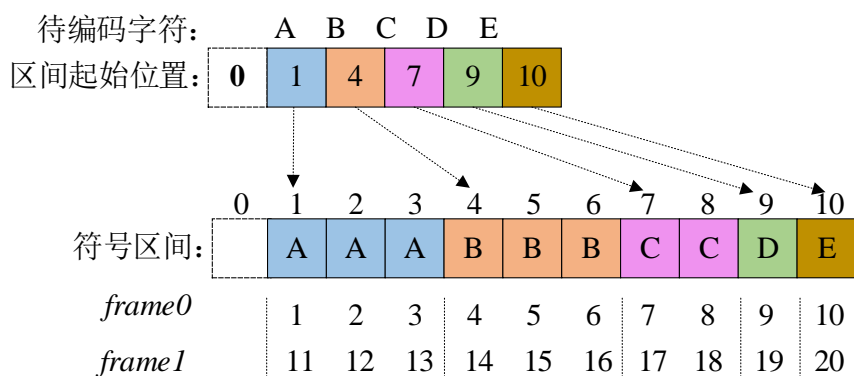 待编码字符: A B C D E
区间起始位置: 0 1 4 7 9 10
0 1 2 3 4 5 6 7 8 9 10
符号区间: A A A B B B C C D E
frame0 1 2 3 4 5 6 7 8 9 10
frame1 11 12 13 14 15 16 17 18 19 20